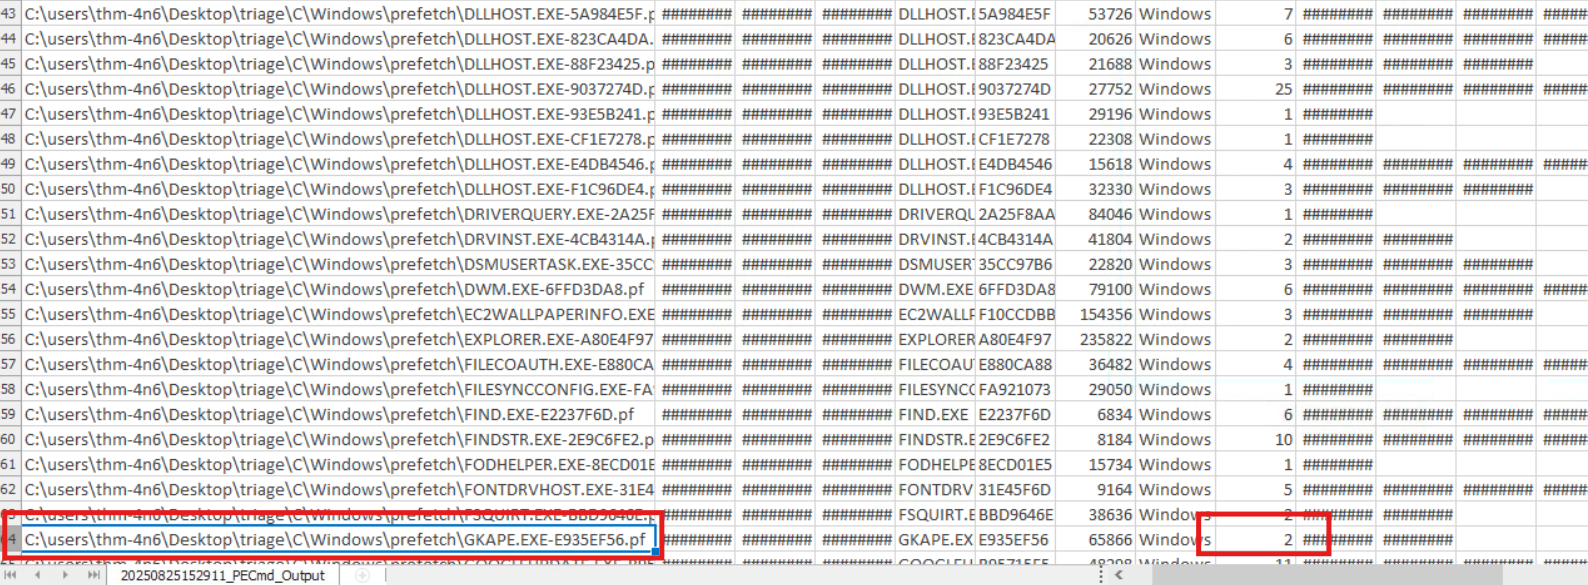 43 C:\users\thm-4n6\Desktop\triage\C\Windows\prefetch\DLLHOST.EXE-5A984E5F.p ######## ######## ######## DLLHOST.E 5A984E5F 53726 Windows 7 ######## ######## ######## #####
44 C:\users\thm-4n6\Desktop\triage\C\Windows\prefetch\DLLHOST.EXE-823CA4DA. ######## ######## ######## DLLHOST.E 823CA4DA 20626 Windows 6 ######## ######## ######## #####
45 C:\users\thm-4n6\Desktop\triage\C\Windows\prefetch\DLLHOST.EXE-88F23425.p ######## ######## ######## DLLHOST.E 88F23425 21688 Windows 3 ######## ######## ########
46 C:\users\thm-4n6\Desktop\triage\C\Windows\prefetch\DLLHOST.EXE-9037274D.p ######## ######## ######## DLLHOST.E 9037274D 27752 Windows 25 ######## ######## ######## #####
47 C:\users\thm-4n6\Desktop\triage\C\Windows\prefetch\DLLHOST.EXE-93E5B241.p ######## ######## ######## DLLHOST.E 93E5B241 29196 Windows 1 ########
48 C:\users\thm-4n6\Desktop\triage\C\Windows\prefetch\DLLHOST.EXE-CF1E7278.p ######## ######## ######## DLLHOST.E CF1E7278 22308 Windows 1 ########
49 C:\users\thm-4n6\Desktop\triage\C\Windows\prefetch\DLLHOST.EXE-E4DB4546.p ######## ######## ######## DLLHOST.E E4DB4546 15618 Windows 4 ######## ######## ######## #####
50 C:\users\thm-4n6\Desktop\triage\C\Windows\prefetch\DLLHOST.EXE-F1C96DE4.p ######## ######## ######## DLLHOST.E F1C96DE4 32330 Windows 3 ######## ######## ########
51 C:\users\thm-4n6\Desktop\triage\C\Windows\prefetch\DRIVERQUERY.EXE-2A25F ######## ######## ######## DRIVERQU 2A25F8AA 84046 Windows 1 ########
52 C:\users\thm-4n6\Desktop\triage\C\Windows\prefetch\DRVINST.EXE-4CB4314A.p ######## ######## ######## DRVINST.E 4CB4314A 41804 Windows 2 ######## ########
53 C:\users\thm-4n6\Desktop\triage\C\Windows\prefetch\DSMUSERTASK.EXE-35CC ######## ######## ######## DSMUSERT 35CC97B6 22820 Windows 3 ######## ######## ########
54 C:\users\thm-4n6\Desktop\triage\C\Windows\prefetch\DWM.EXE-6FFD3DA8.pf ######## ######## ######## DWM.EXE 6FFD3DA8 79100 Windows 6 ######## ######## ######## #####
55 C:\users\thm-4n6\Desktop\triage\C\Windows\prefetch\EC2WALLPAPERINFO.EXE ######## ######## ######## EC2WALLP F10CCDBB 154356 Windows 3 ######## ######## ########
56 C:\users\thm-4n6\Desktop\triage\C\Windows\prefetch\EXPLORER.EXE-A80E4F97 ######## ######## ######## EXPLORER A80E4F97 235822 Windows 2 ######## ########
57 C:\users\thm-4n6\Desktop\triage\C\Windows\prefetch\FILECOAUTH.EXE-E880CA ######## ######## ######## FILECOAU E880CA88 36482 Windows 4 ######## ######## ######## #####
58 C:\users\thm-4n6\Desktop\triage\C\Windows\prefetch\FILESYNCCONFIG.EXE-FA ######## ######## ######## FILESYNCC FA921073 29050 Windows 1 ########
59 C:\users\thm-4n6\Desktop\triage\C\Windows\prefetch\FIND.EXE-E2237F6D.pf ######## ######## ######## FIND.EXE E2237F6D 6834 Windows 6 ######## ######## ######## #####
60 C:\users\thm-4n6\Desktop\triage\C\Windows\prefetch\FINDSTR.EXE-2E9C6FE2.p ######## ######## ######## FINDSTR.E 2E9C6FE2 8184 Windows 10 ######## ######## ######## #####
61 C:\users\thm-4n6\Desktop\triage\C\Windows\prefetch\FODHELPER.EXE-8ECD01E ######## ######## ######## FODHELPE 8ECD01E5 15734 Windows 1 ########
62 C:\users\thm-4n6\Desktop\triage\C\Windows\prefetch\FONTDRVHOST.EXE-31E4 ######## ######## ######## FONTDRV 31E45F6D 9164 Windows 5 ######## ######## ######## #####
63 C:\users\thm-4n6\Desktop\triage\C\Windows\prefetch\FSQUIRT.EXE-BBD9646E.p ######## ######## ######## FSQUIRT.E BBD9646E 38636 Windows 2 ######## ########
64 C:\users\thm-4n6\Desktop\triage\C\Windows\prefetch\GKAPE.EXE-E935EF56.pf ######## ######## ######## GKAPE.EX E935EF56 65866 Windows 2 ######## ########
20250825152911_PECmd_Output